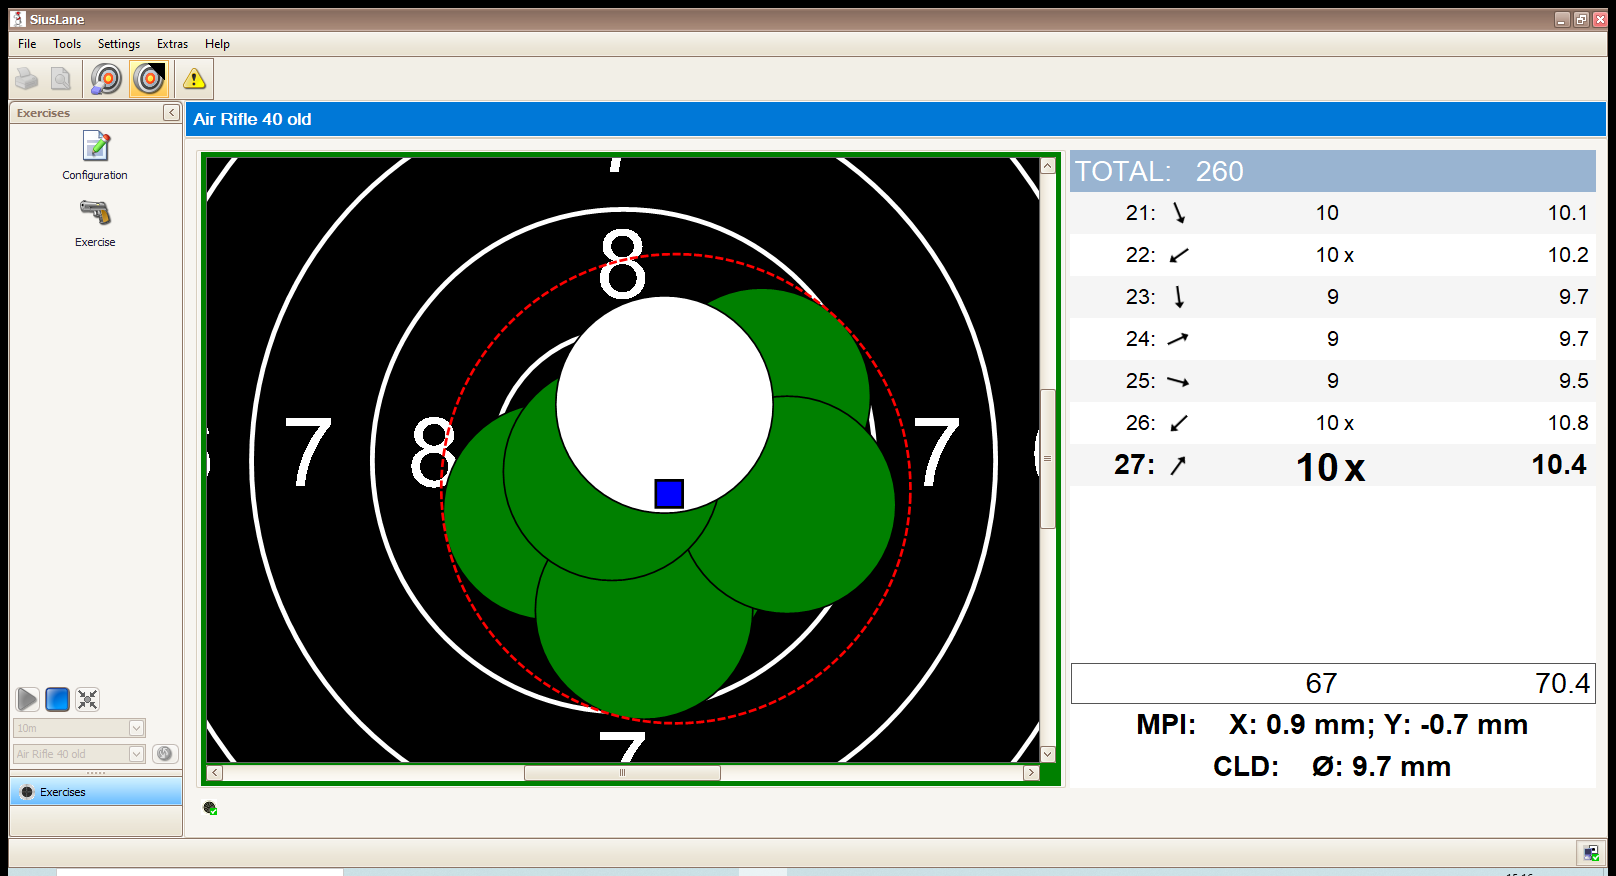 SiusLane
File Tools Settings Extras Help
Exercises
Configuration
Exercise
10m
Air Rifle 40 old
Exercises
Air Rifle 40 old
7
8
7 8 7
7
TOTAL: 260
21: 10 10.1
22: 10 x 10.2
23: 9 9.7
24: 9 9.7
25: 9 9.5
26: 10 x 10.8
27: 10 x 10.4
67 70.4
MPI: X: 0.9 mm; Y: -0.7 mm
CLD: Ø: 9.7 mm